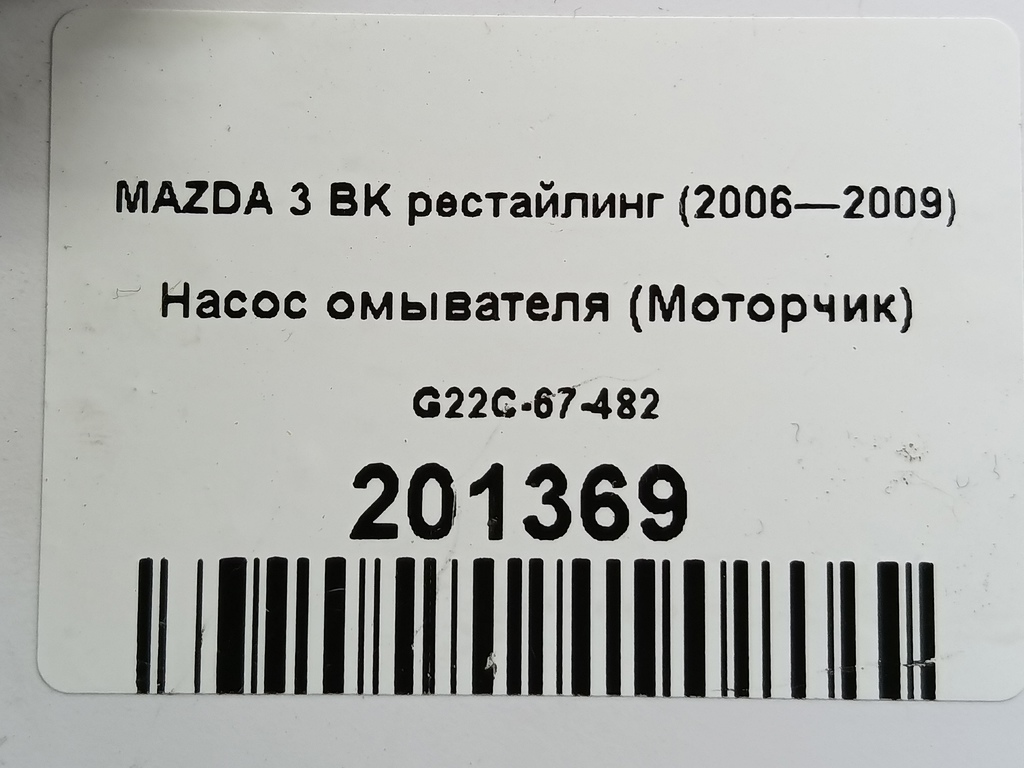 MAZDA 3 BK рестайлинг (2006—2009)
Насос омывателя (Моторчик)
G22C-67-482
201369